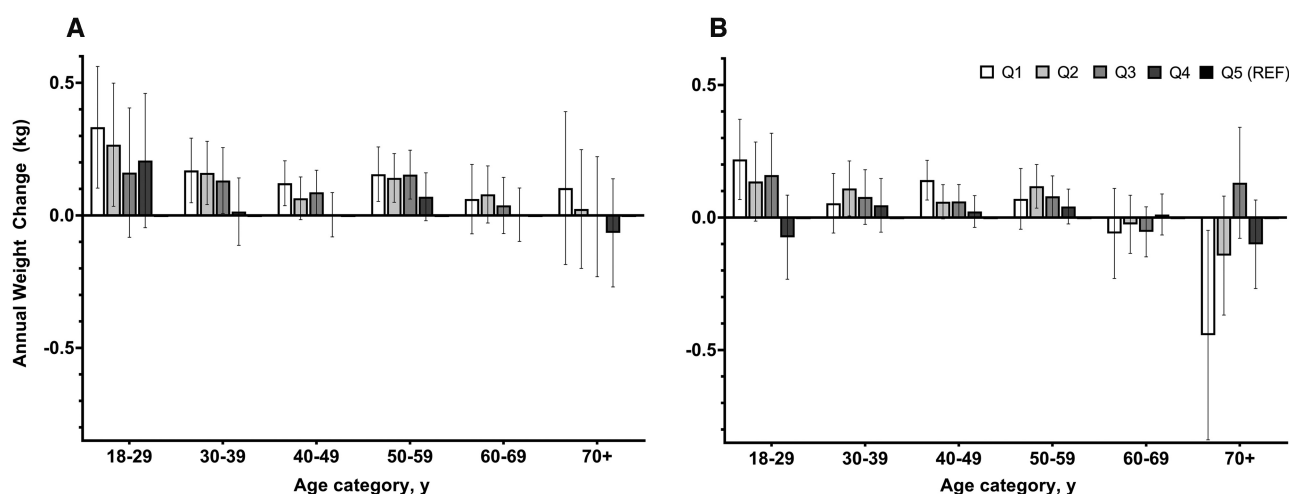 A
B
Q1 Q2 Q3 Q4 Q5 (REF)
Annual Weight Change (kg)
0.5
0.0
-0.5
18-29 30-39 40-49 50-59 60-69 70+
Age category, y
0.5
0.0
-0.5
18-29 30-39 40-49 50-59 60-69 70+
Age category, y